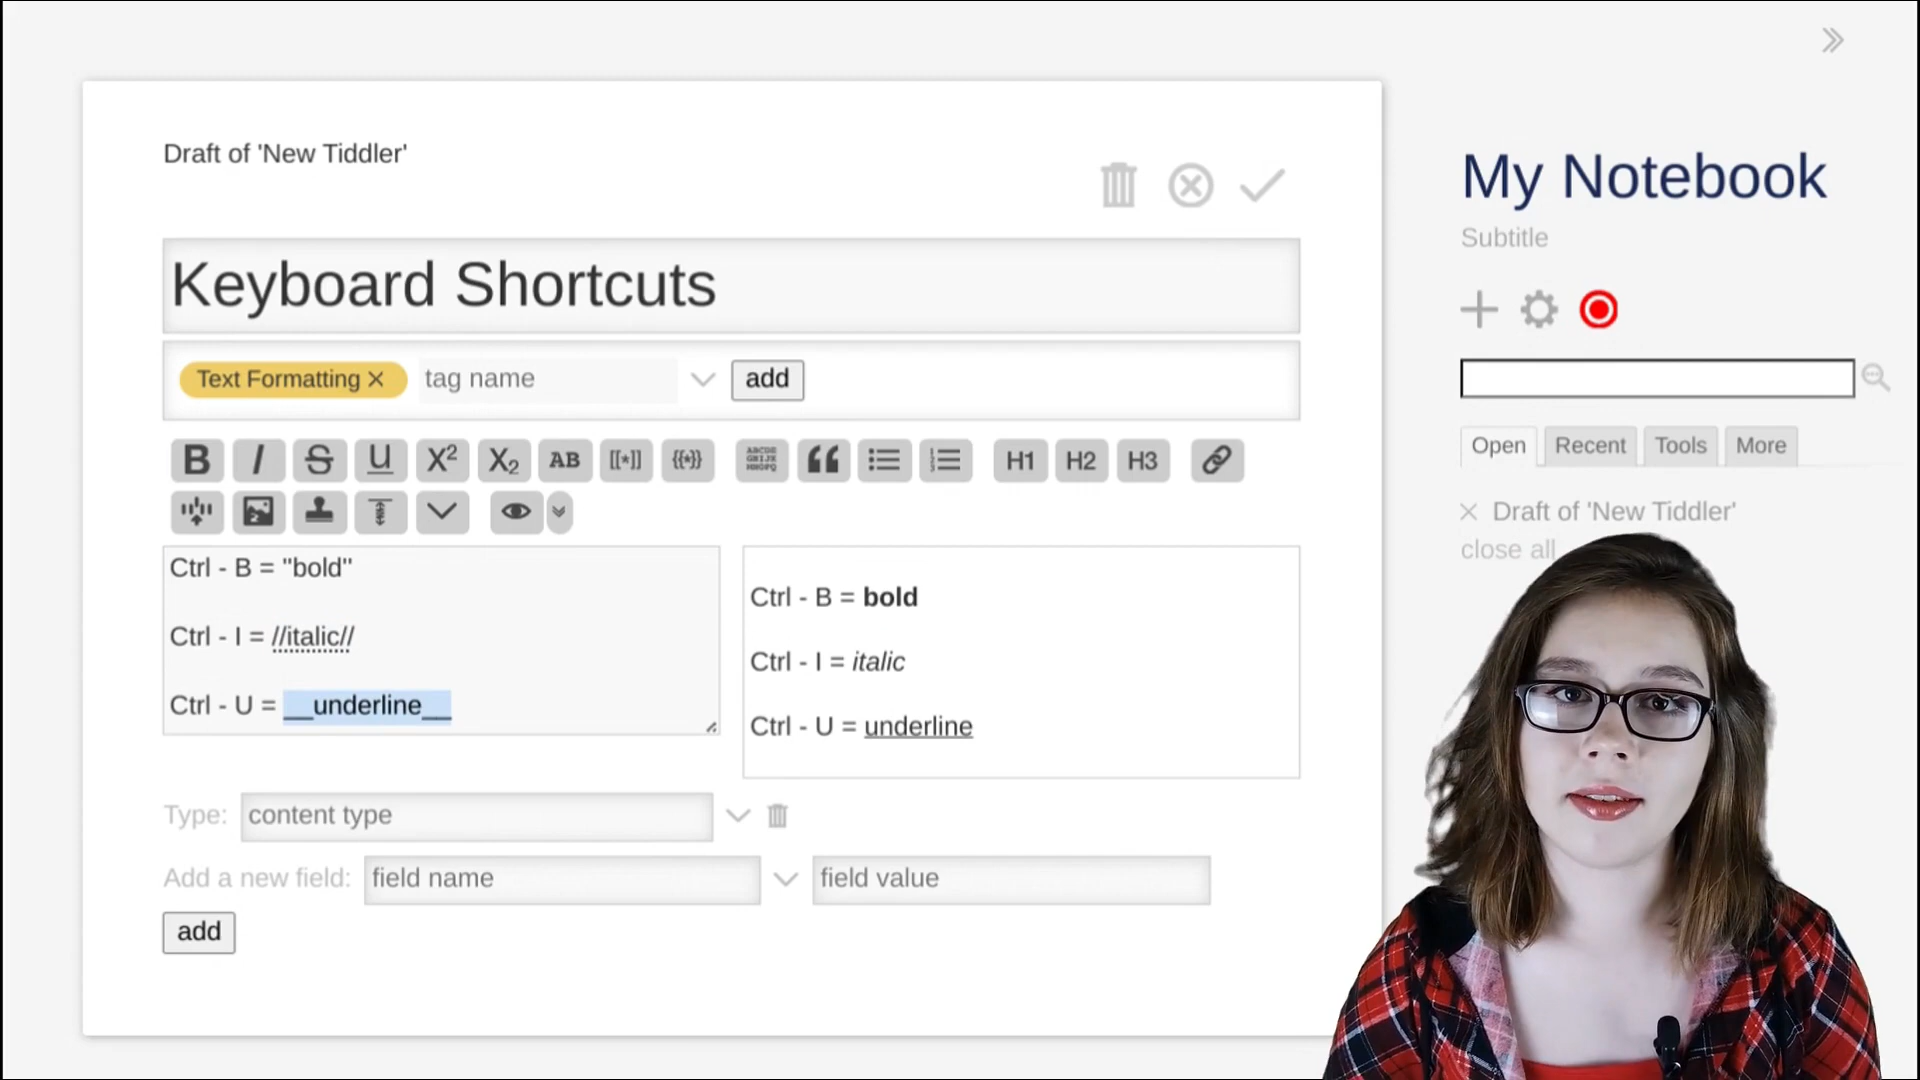 Draft of 'New Tiddler'
My Notebook
Subtitle
Keyboard Shortcuts
Text Formatting × tag name add
B I S U X² X₂ AB [[*]] {{*}} H1 H2 H3
Open Recent Tools More
× Draft of 'New Tiddler'
close all
Ctrl - B = ''bold''
Ctrl - I = //italic//
Ctrl - U = __underline__
Ctrl - B = bold
Ctrl - I = italic
Ctrl - U = underline
Type: content type
Add a new field: field name field value
add